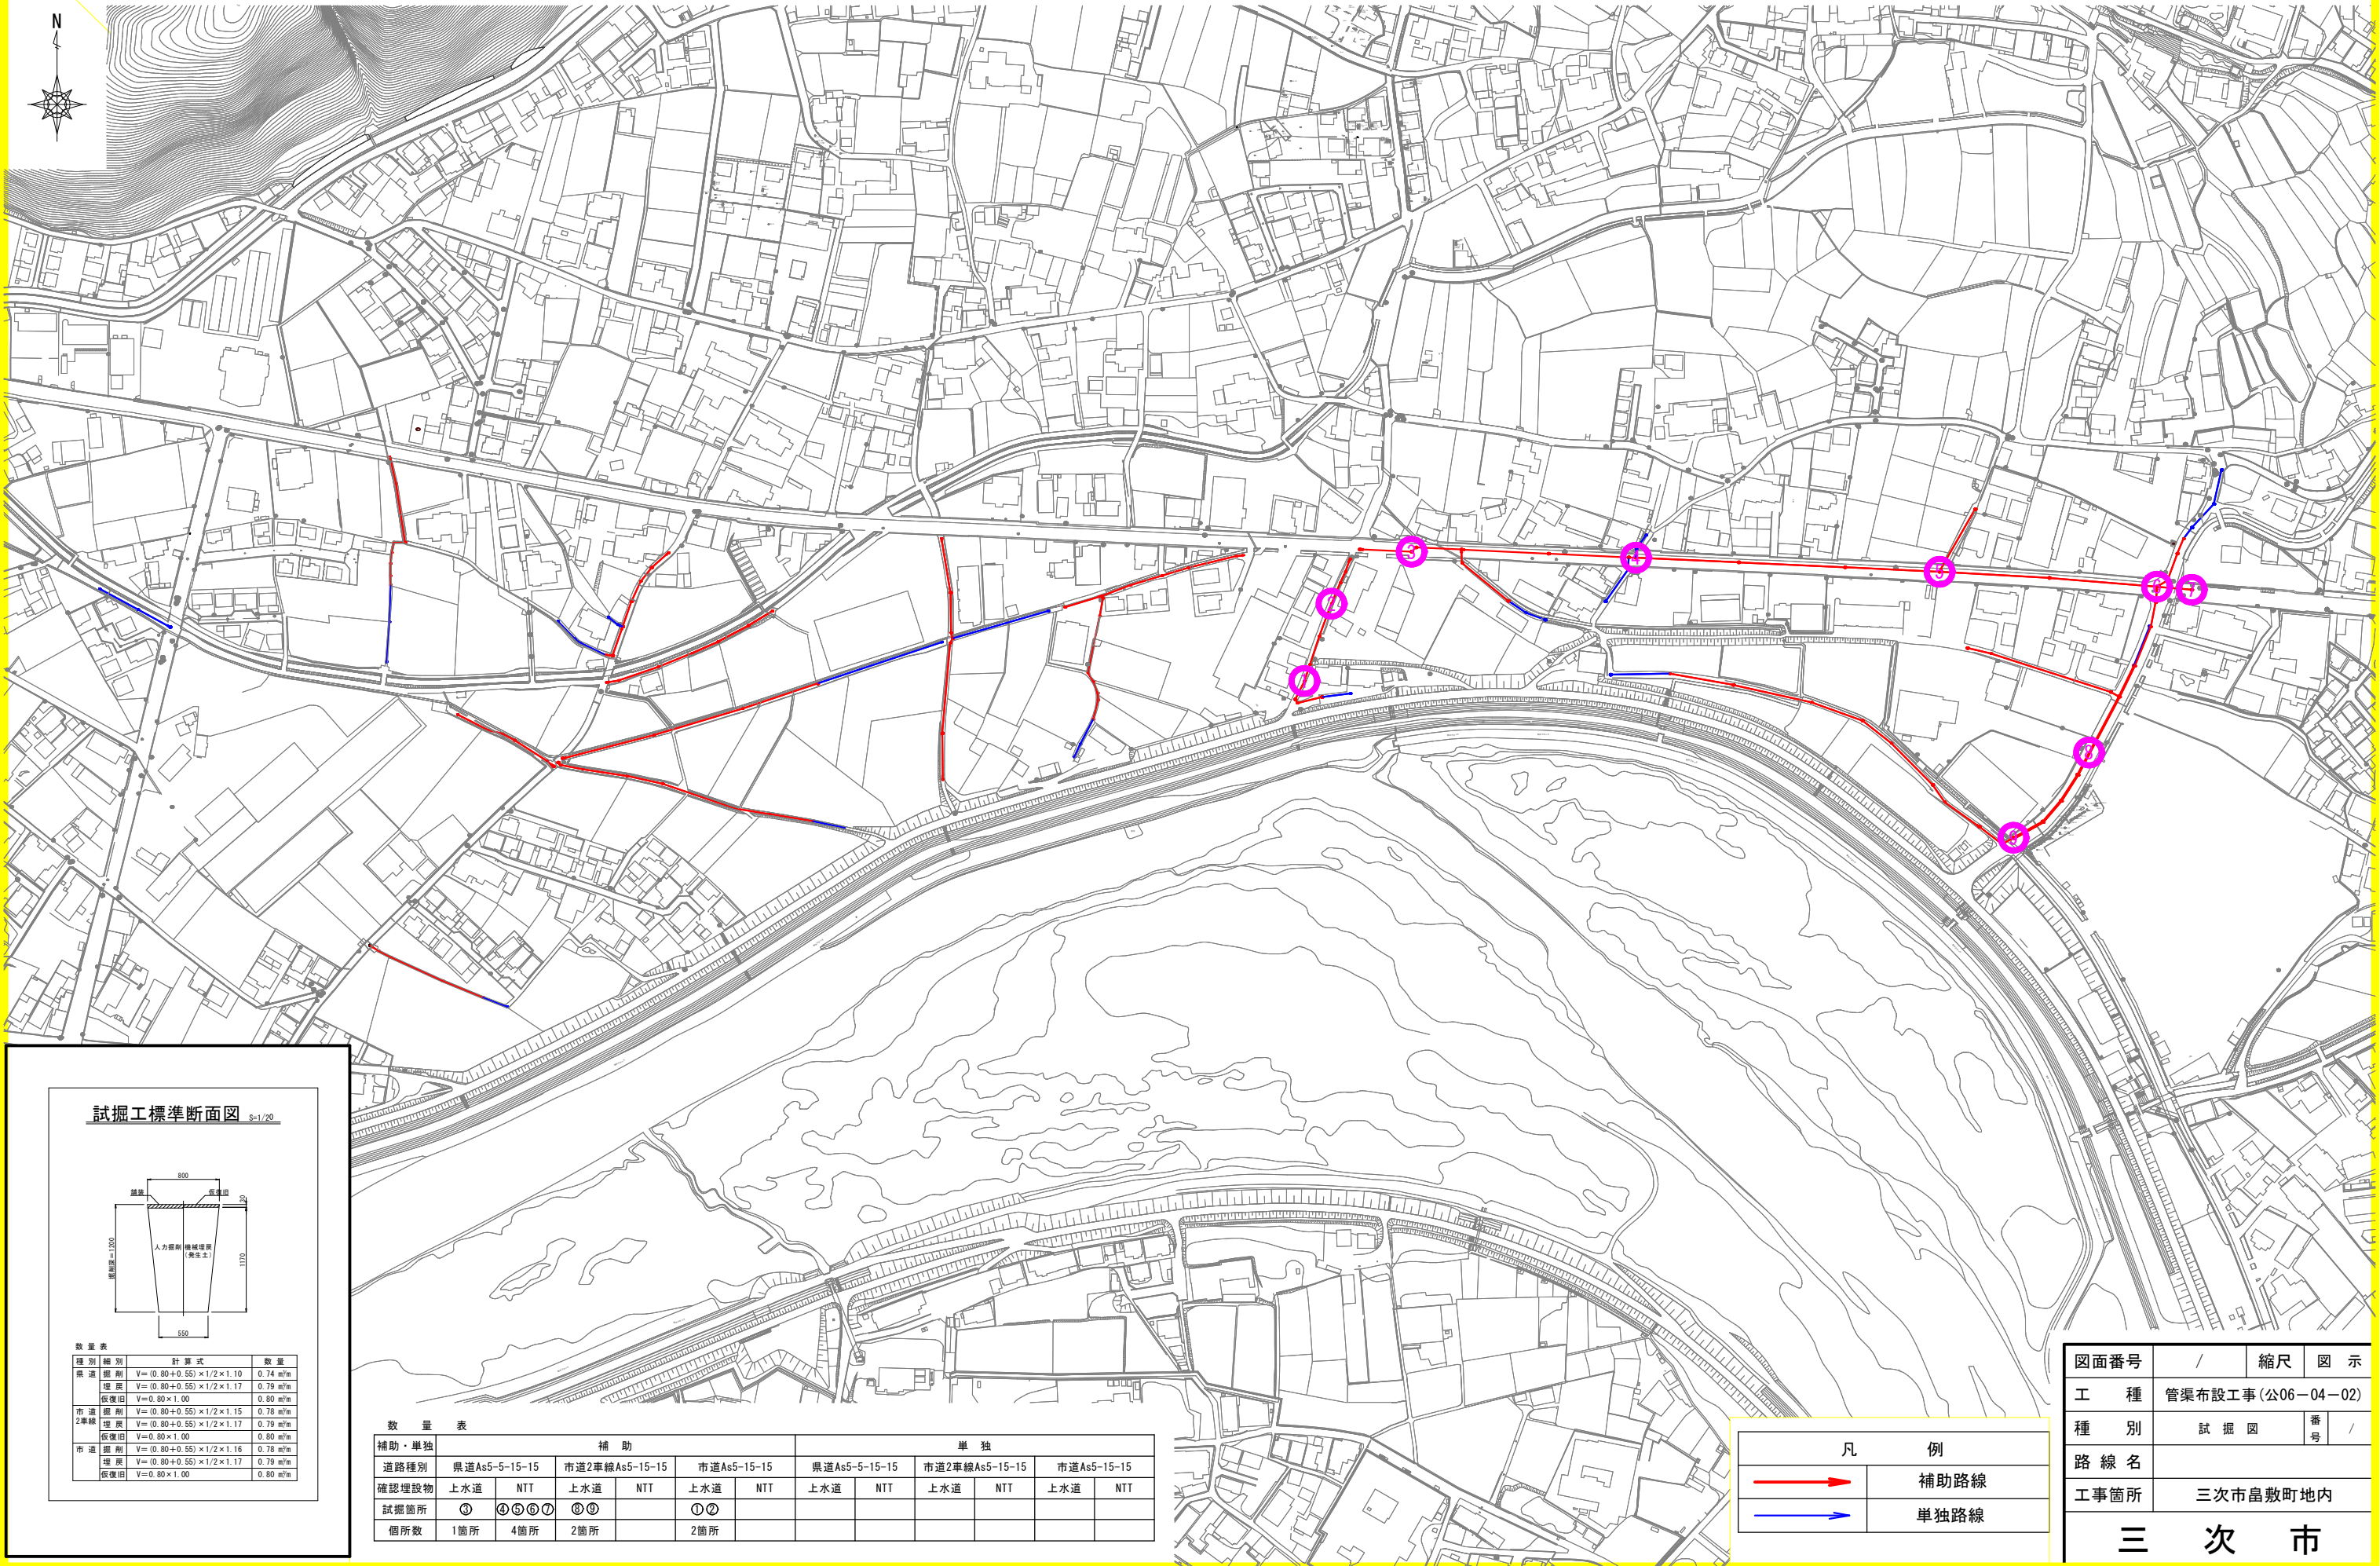 N
③
④
②
⑤
⑥
⑦
①
⑧
⑨
試掘工標準断面図 S=1/20
800
舗装
仮復旧
30
掘削深=1200
人力掘削
機械埋戻
(発生土)
1170
550
数 量 表
種 別 細 別 計 算 式 数 量
県 道 掘 削 V=(0.80+0.55)×1/2×1.10 0.74 m³/m
埋 戻 V=(0.80+0.55)×1/2×1.17 0.79 m³/m
仮復旧 V=0.80×1.00 0.80 m²/m
市 道 2車線 掘 削 V=(0.80+0.55)×1/2×1.15 0.78 m³/m
埋 戻 V=(0.80+0.55)×1/2×1.17 0.79 m³/m
仮復旧 V=0.80×1.00 0.80 m²/m
市 道 掘 削 V=(0.80+0.55)×1/2×1.16 0.78 m³/m
埋 戻 V=(0.80+0.55)×1/2×1.17 0.79 m³/m
仮復旧 V=0.80×1.00 0.80 m²/m
数 量 表
補助・単独 補 助 単 独
道路種別 県道As5-5-15-15 市道2車線As5-15-15 市道As5-15-15 県道As5-5-15-15 市道2車線As5-15-15 市道As5-15-15
確認埋設物 上水道 NTT 上水道 NTT 上水道 NTT 上水道 NTT 上水道 NTT 上水道 NTT
試掘箇所 ③ ④⑤⑥⑦ ⑧⑨ ①②
個所数 1箇所 4箇所 2箇所 2箇所
凡 例
補助路線
単独路線
図面番号 / 縮尺 図 示
工 種 管渠布設工事(公06-04-02)
種 別 試 掘 図 番号 /
路 線 名
工事箇所 三次市畠敷町地内
三 次 市